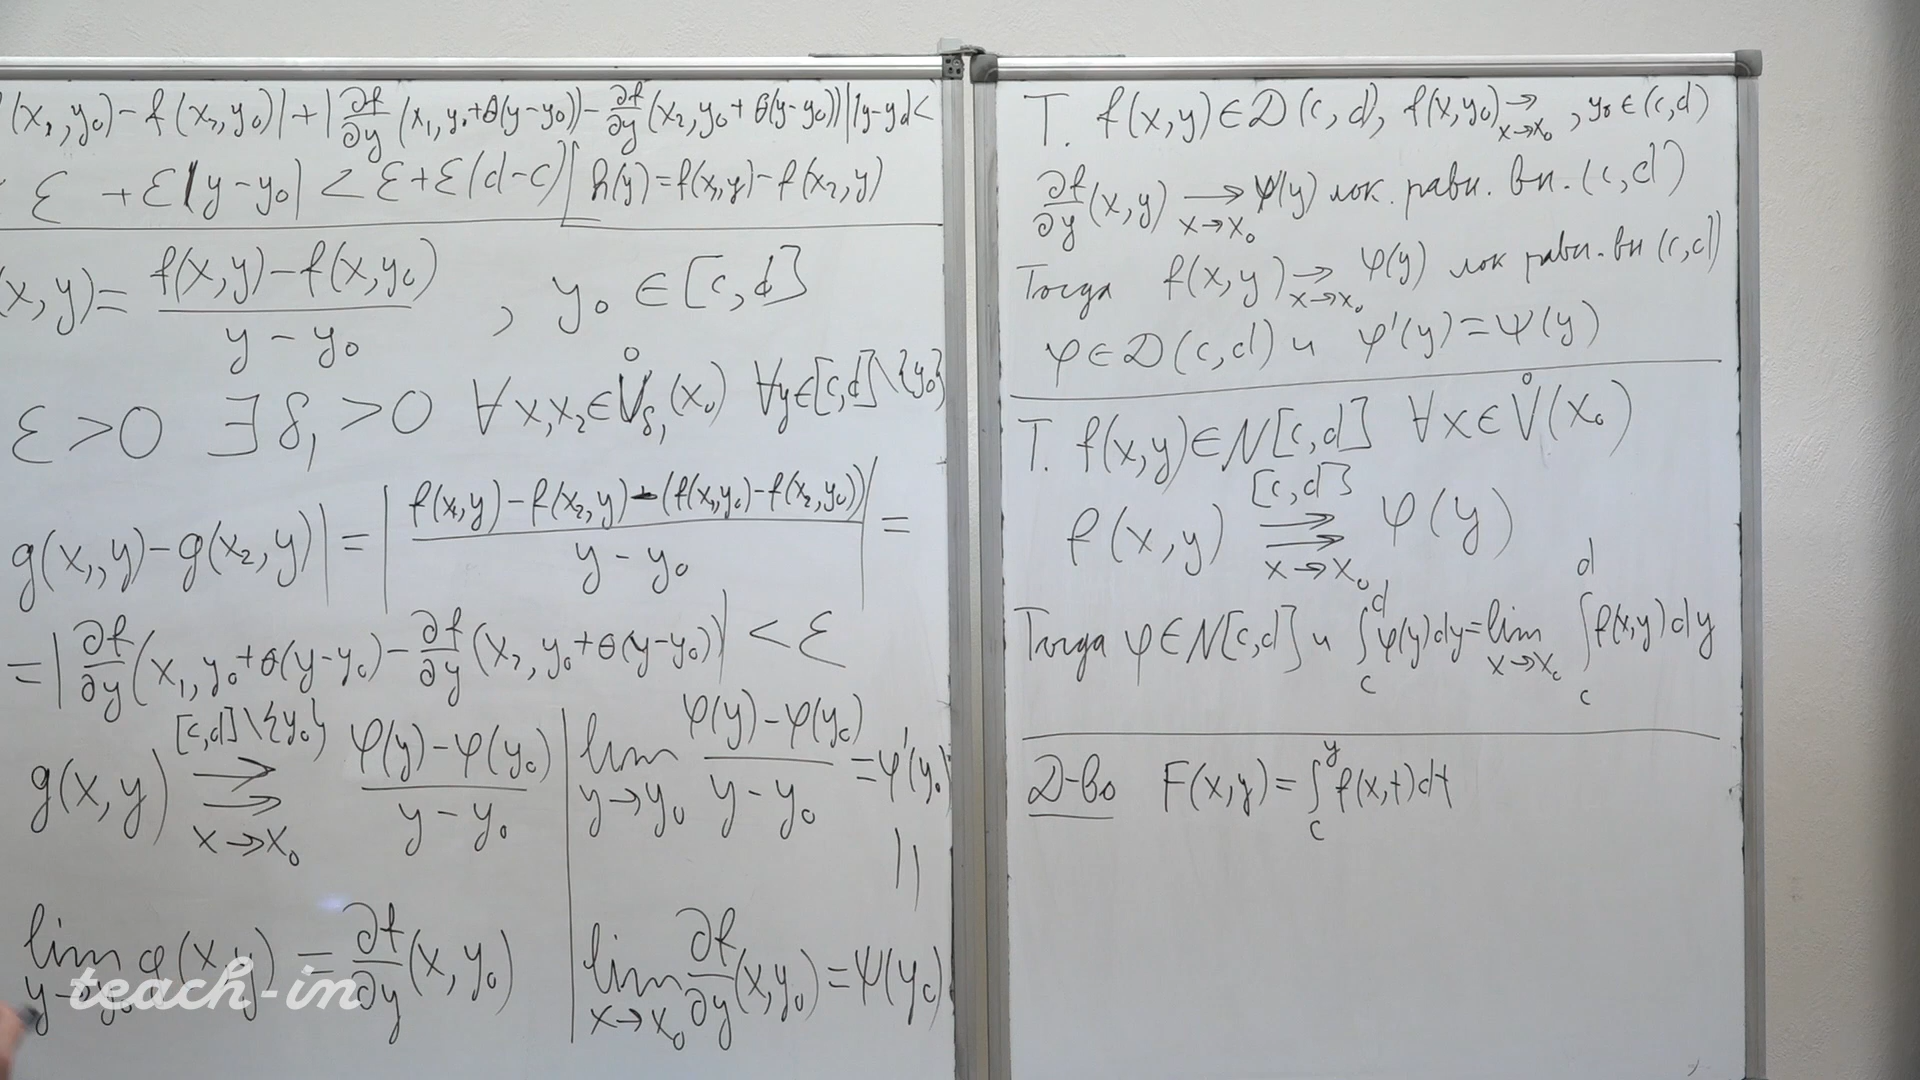 (x₁,y₀)−f(x₂,y₀)|+|∂f/∂y(x₁,y₀+θ(y−y₀))−∂f/∂y(x₂,y₀+θ(y−y₀))||y−y₀|<
ε+ε|y−y₀|<ε+ε(d−c) | h(y)=f(x₁,y)−f(x₂,y)
(x,y)=(f(x,y)−f(x,y₀))/(y−y₀), y₀∈[c,d]
ε>0 ∃δ₁>0 ∀x₁,x₂∈V̊_δ₁(x₀) ∀y∈[c,d]\{y₀}
g(x₁,y)−g(x₂,y)|=|(f(x₁,y)−f(x₂,y)−(f(x₁,y₀)−f(x₂,y₀)))/(y−y₀)|=
=|∂f/∂y(x₁,y₀+θ(y−y₀)−∂f/∂y(x₂,y₀+θ(y−y₀))|<ε
g(x,y) ⇉ [c,d]\{y₀} x→x₀ (φ(y)−φ(y₀))/(y−y₀) | lim y→y₀ (φ(y)−φ(y₀))/(y−y₀)=φ'(y₀)
||
lim y→y₀ g(x,y)=∂f/∂y(x,y₀) | lim x→x₀ ∂f/∂y(x,y₀)=ψ(y₀)
teach-in
Т. f(x,y)∈D(c,d), f(x,y₀) → x→x₀, y₀∈(c,d)
∂f/∂y(x,y) → x→x₀ ψ(y) лок. равн. вн. (c,d)
Тогда f(x,y) → x→x₀ φ(y) лок равн. вн (c,d)
φ∈D(c,d) и φ'(y)=ψ(y)
Т. f(x,y)∈N[c,d] ∀x∈V̊(x₀)
f(x,y) ⇉ [c,d] x→x₀ φ(y)
Тогда φ∈N[c,d] и ∫_c^d φ(y)dy=lim x→x₀ ∫_c^d f(x,y)dy
Д-во F(x,y)=∫_c^y f(x,t)dt